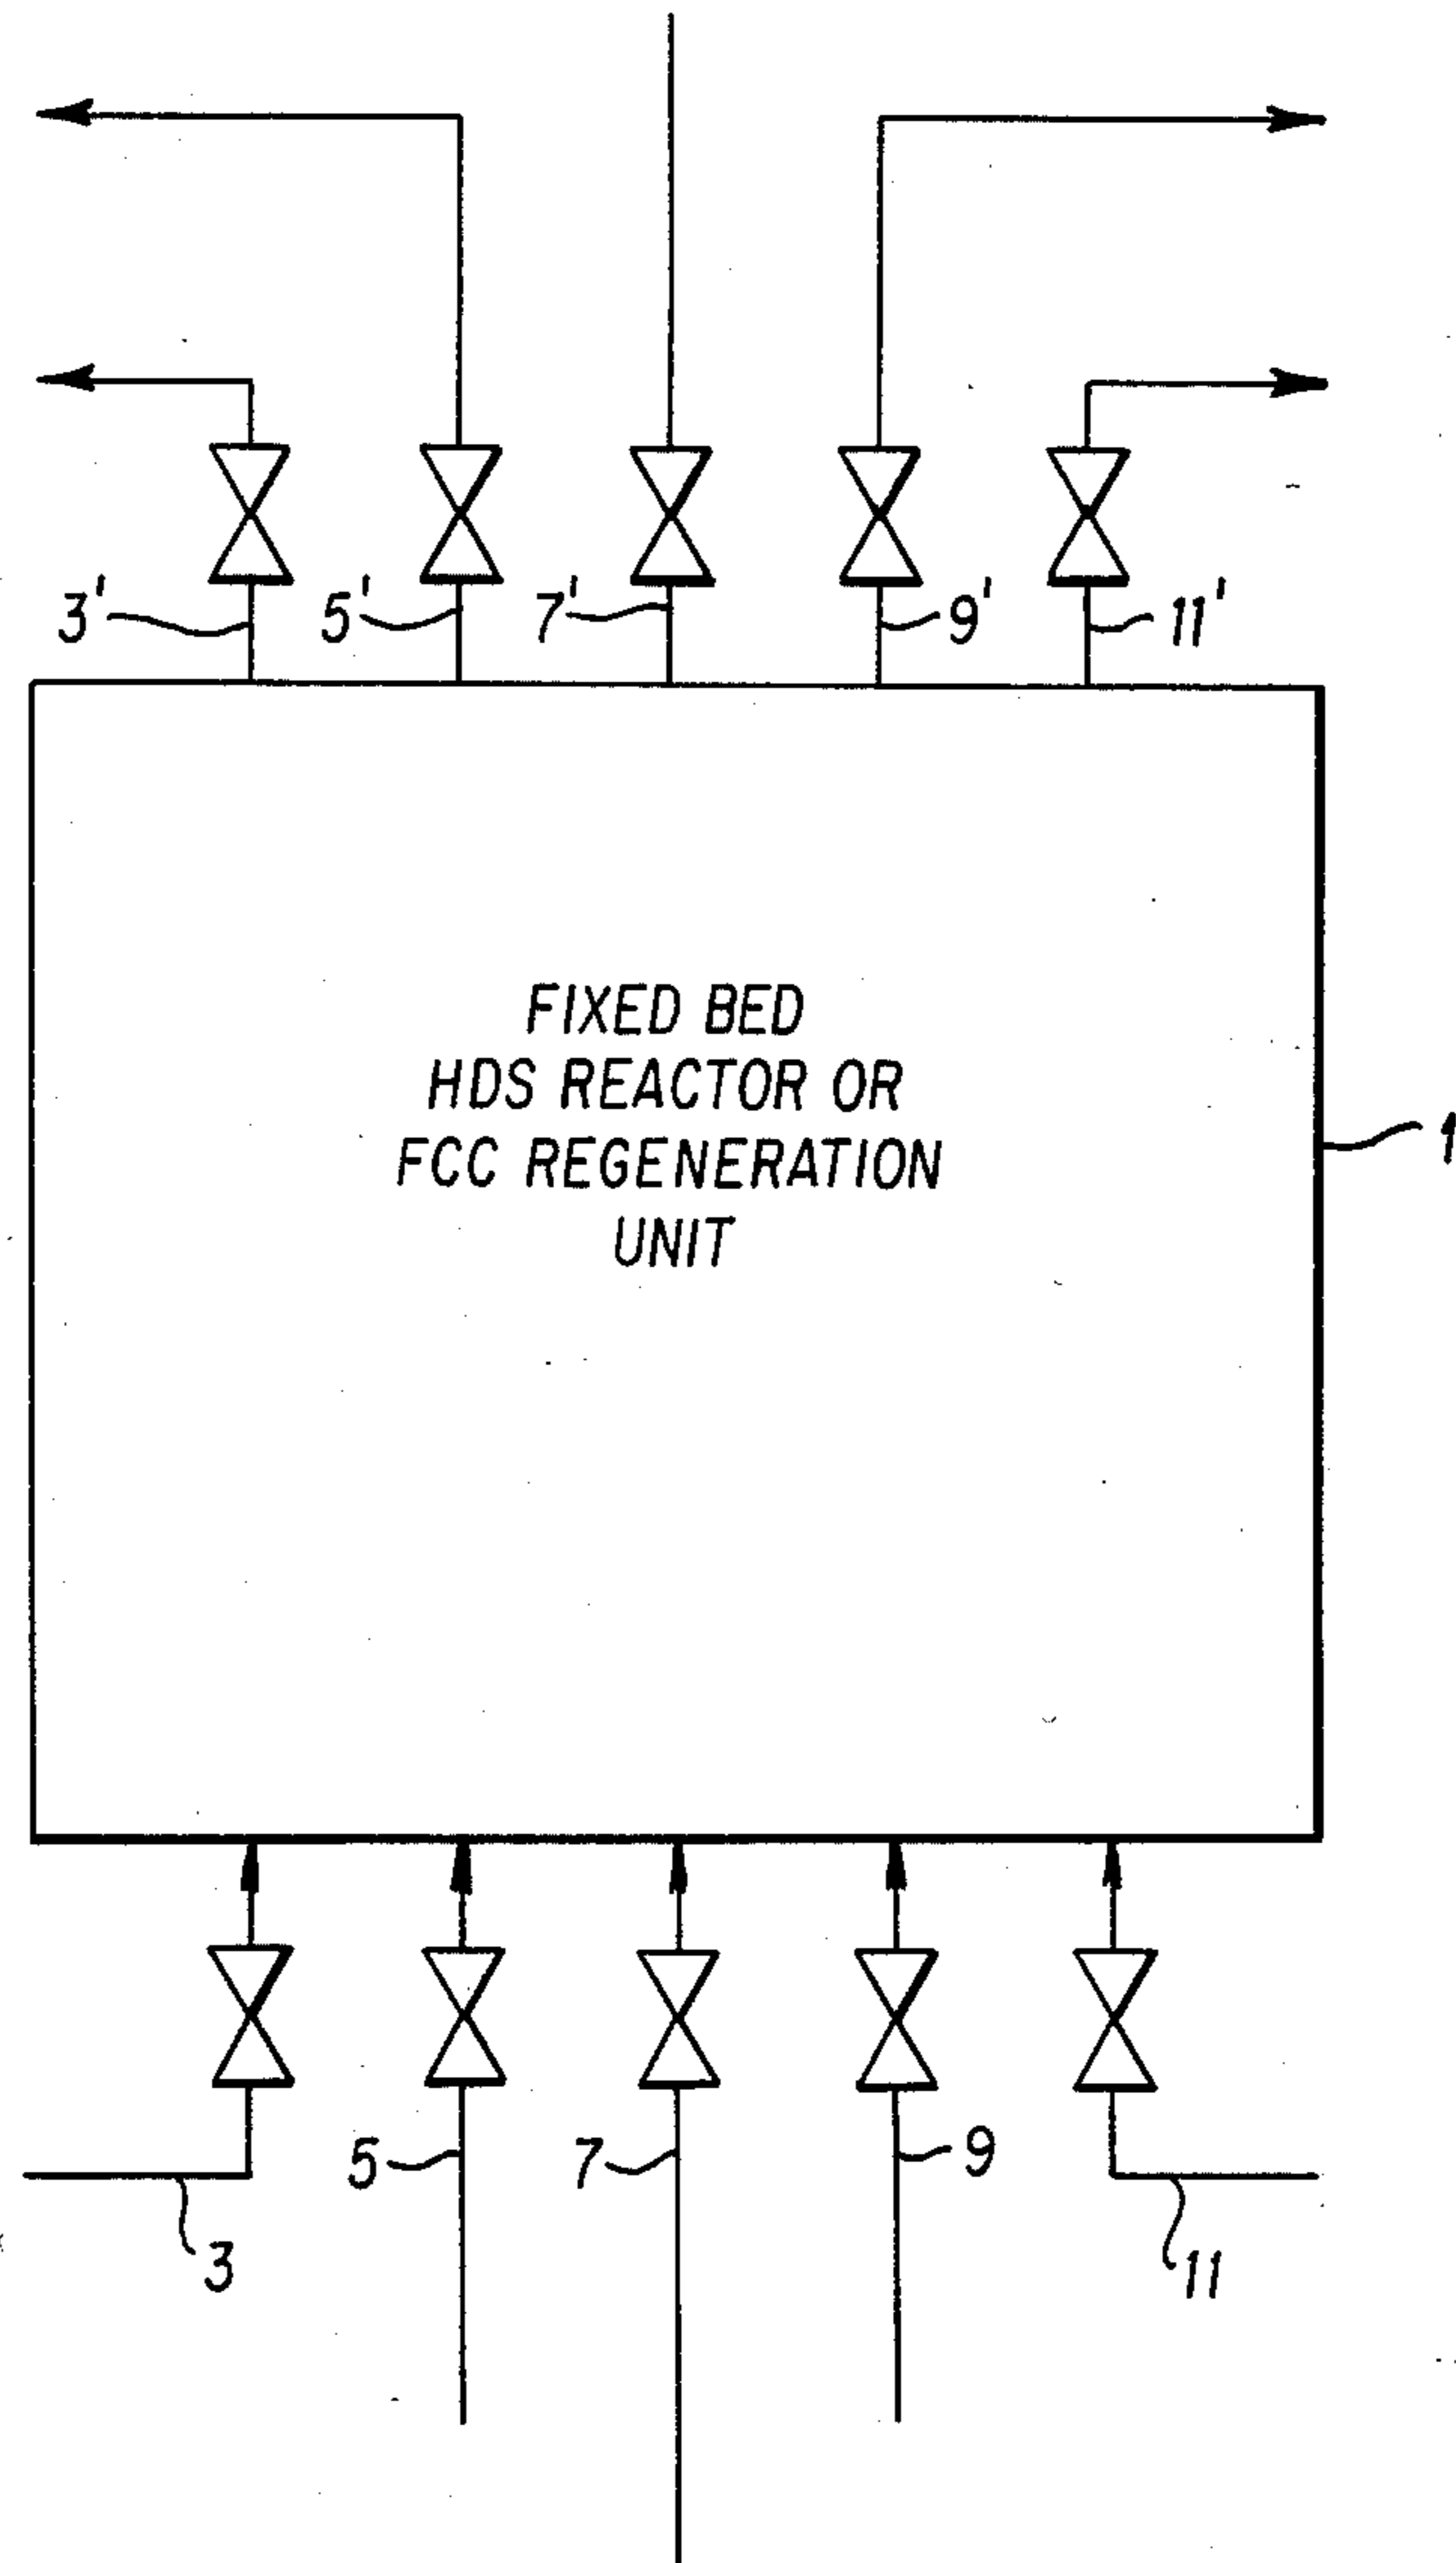 3' 5' 7' 9' 11'
FIXED BED
HDS REACTOR OR
FCC REGENERATION
UNIT
1
5 7 9
3 11